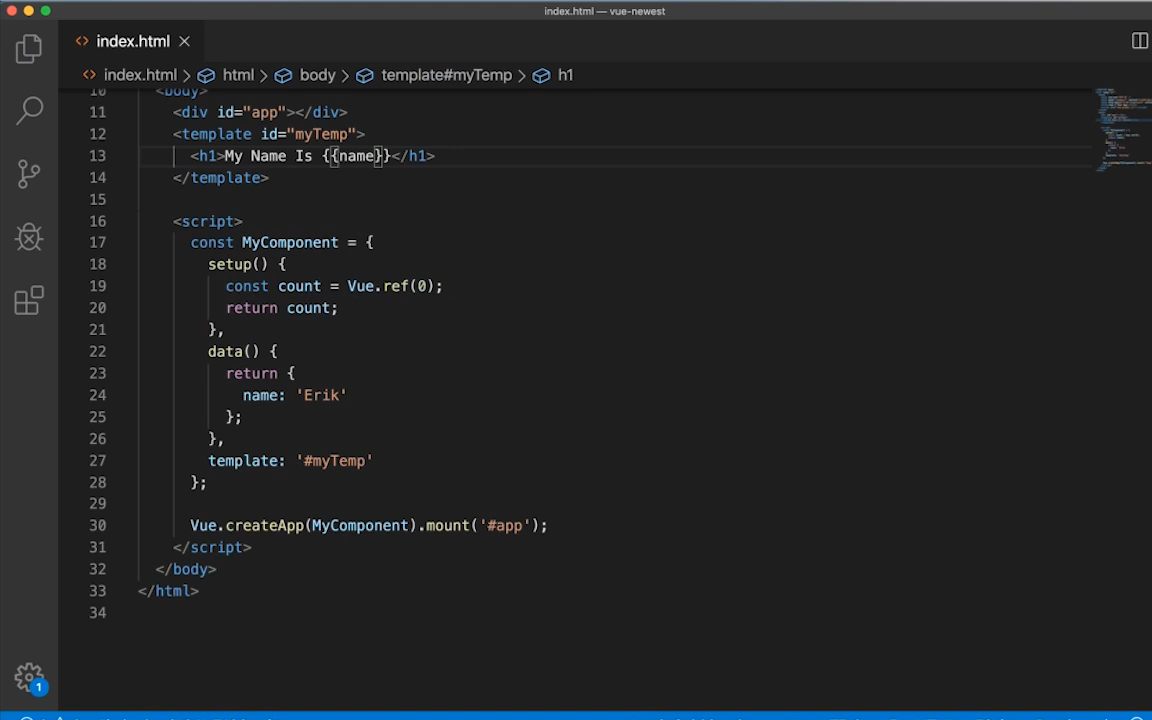 index.html — vue-newest
index.html
index.html > html > body > template#myTemp > h1
10 <body>
11 <div id="app"></div>
12 <template id="myTemp">
13 <h1>My Name Is {{name}}</h1>
14 </template>
15
16 <script>
17 const MyComponent = {
18 setup() {
19 const count = Vue.ref(0);
20 return count;
21 },
22 data() {
23 return {
24 name: 'Erik'
25 };
26 },
27 template: '#myTemp'
28 };
29
30 Vue.createApp(MyComponent).mount('#app');
31 </script>
32 </body>
33 </html>
34
1